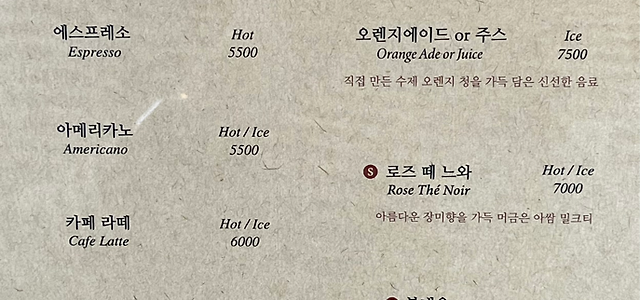 에스프레소 Hot
Espresso 5500
아메리카노 Hot / Ice
Americano 5500
카페 라떼 Hot / Ice
Cafe Latte 6000
오렌지에이드 or 주스 Ice
Orange Ade or Juice 7500
직접 만든 수제 오렌지 청을 가득 담은 신선한 음료
S 로즈 떼 느와 Hot / Ice
Rose Thé Noir 7000
아름다운 장미향을 가득 머금은 아쌈 밀크티